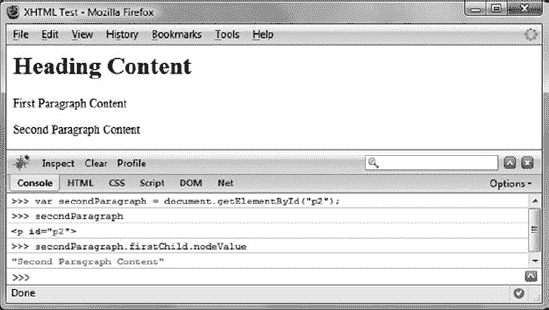 XHTML Test - Mozilla Firefox
File Edit View History Bookmarks Tools Help
Heading Content
First Paragraph Content
Second Paragraph Content
Inspect Clear Profile
Console HTML CSS Script DOM Net Options
>>> var secondParagraph = document.getElementById("p2");
>>> secondParagraph
<p id="p2">
>>> secondParagraph.firstChild.nodeValue
"Second Paragraph Content"
>>>
Done